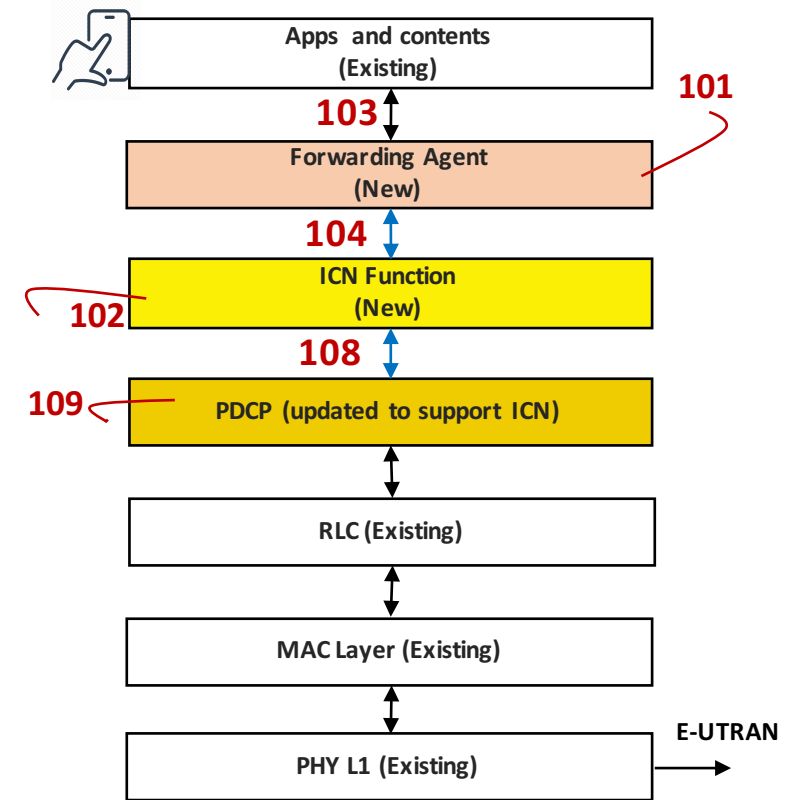 Apps and contents
(Existing)
101
103
Forwarding Agent
(New)
104
ICN Function
(New)
102
108
109
PDCP (updated to support ICN)
RLC (Existing)
MAC Layer (Existing)
E-UTRAN
PHY L1 (Existing)